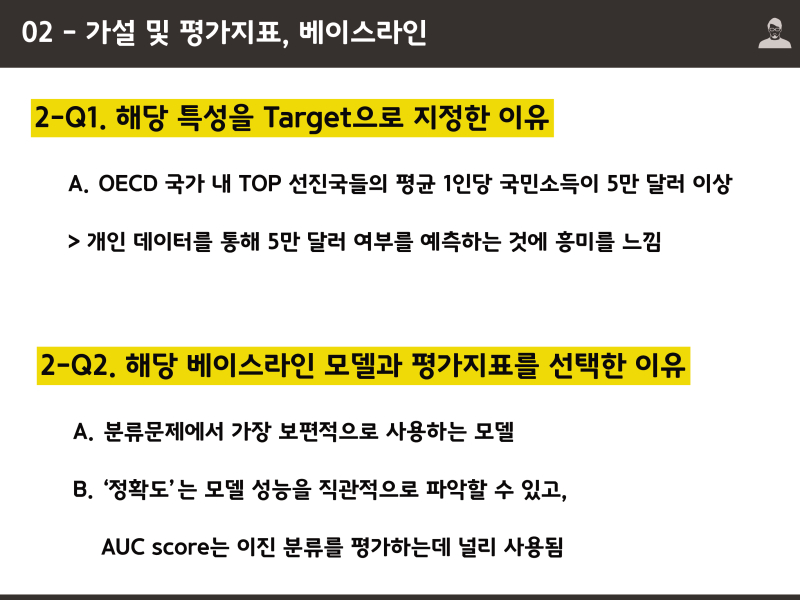 02 - 가설 및 평가지표, 베이스라인
2-Q1. 해당 특성을 Target으로 지정한 이유
A. OECD 국가 내 TOP 선진국들의 평균 1인당 국민소득이 5만 달러 이상
> 개인 데이터를 통해 5만 달러 여부를 예측하는 것에 흥미를 느낌
2-Q2. 해당 베이스라인 모델과 평가지표를 선택한 이유
A. 분류문제에서 가장 보편적으로 사용하는 모델
B. ‘정확도’는 모델 성능을 직관적으로 파악할 수 있고,
AUC score는 이진 분류를 평가하는데 널리 사용됨